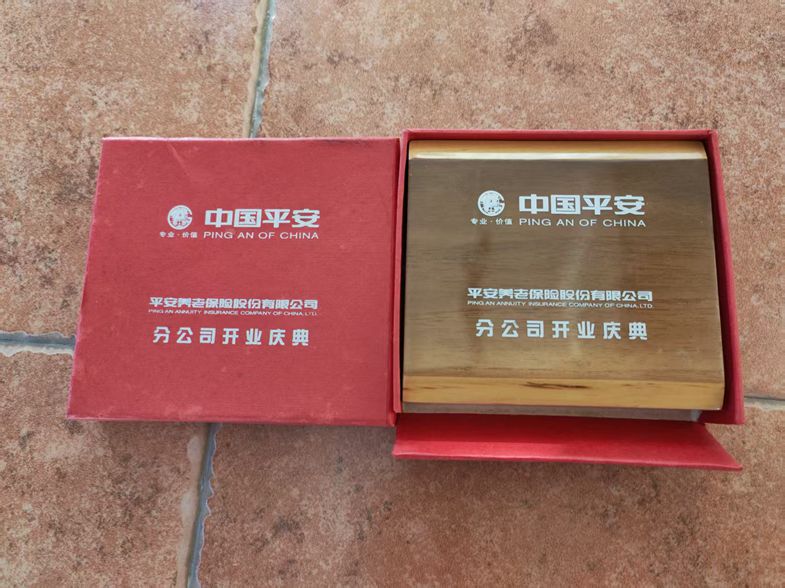 中国平安
专业·价值 PING AN OF CHINA
平安养老保险股份有限公司
PING AN ANNUITY INSURANCE COMPANY OF CHINA, LTD.
分公司开业庆典
中国平安
专业·价值 PING AN OF CHINA
平安养老保险股份有限公司
PING AN ANNUITY INSURANCE COMPANY OF CHINA, LTD.
分公司开业庆典